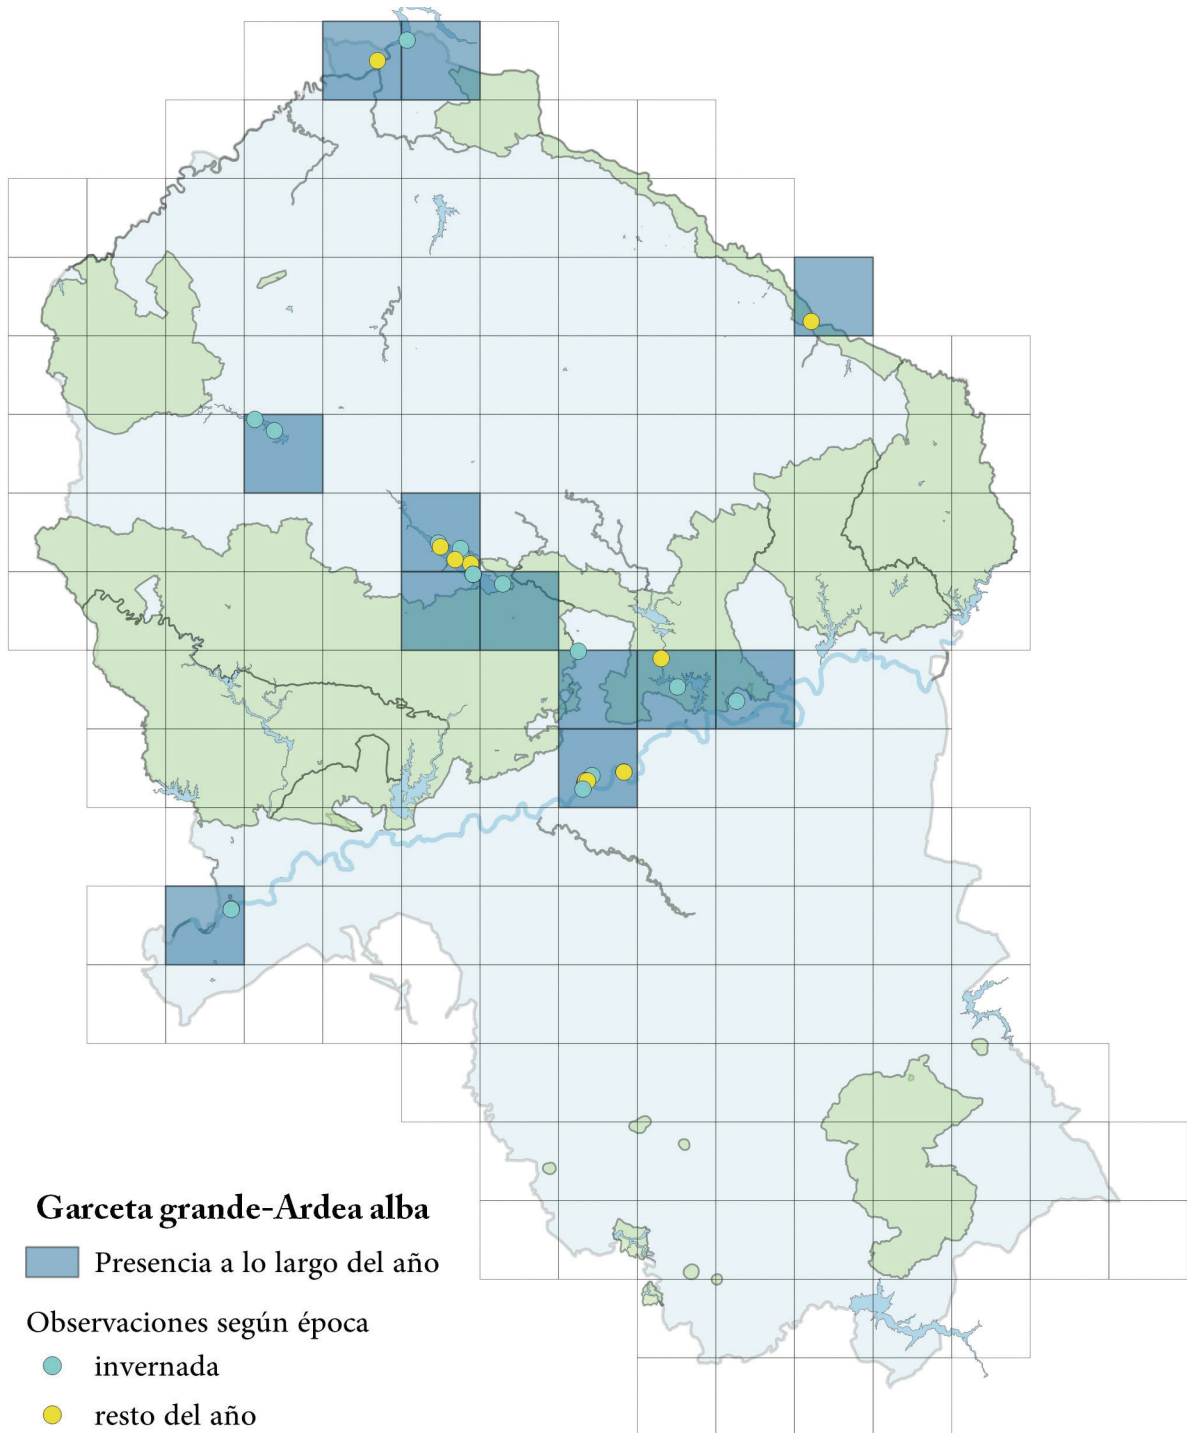 Garceta grande-Ardea alba
Presencia a lo largo del año
Observaciones según época
invernada
resto del año